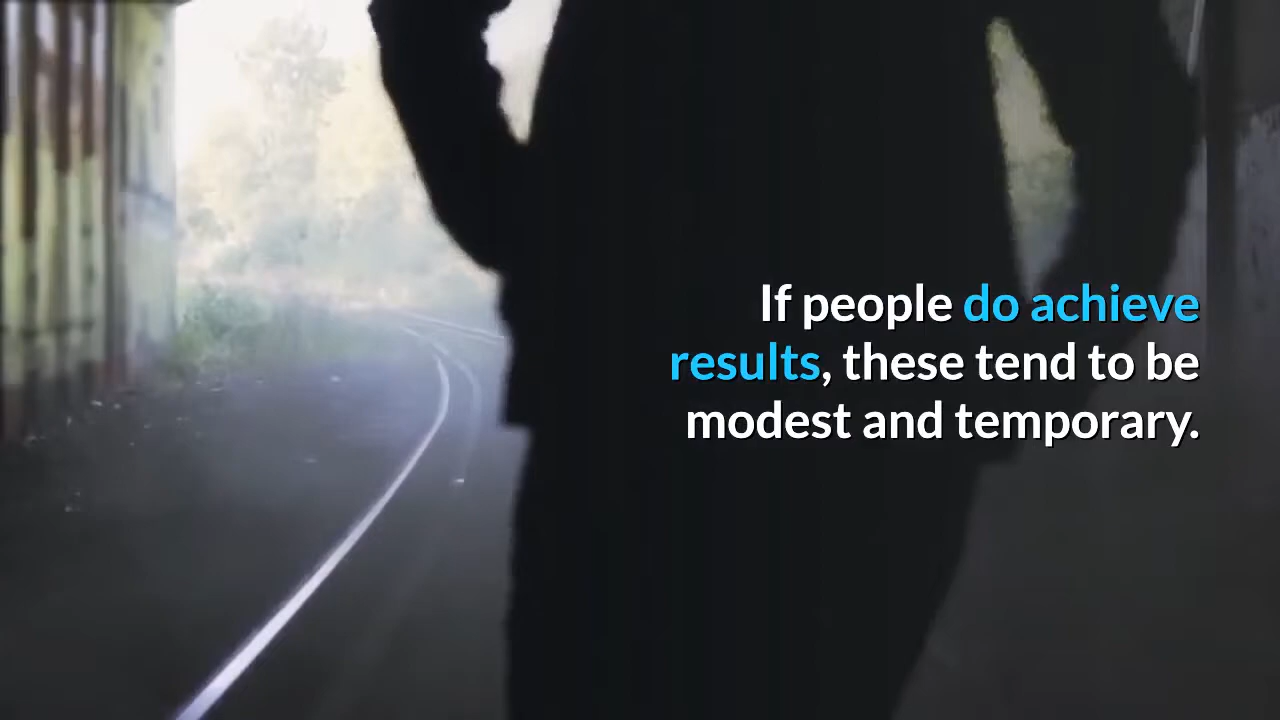 If people do achieve
results, these tend to be
modest and temporary.